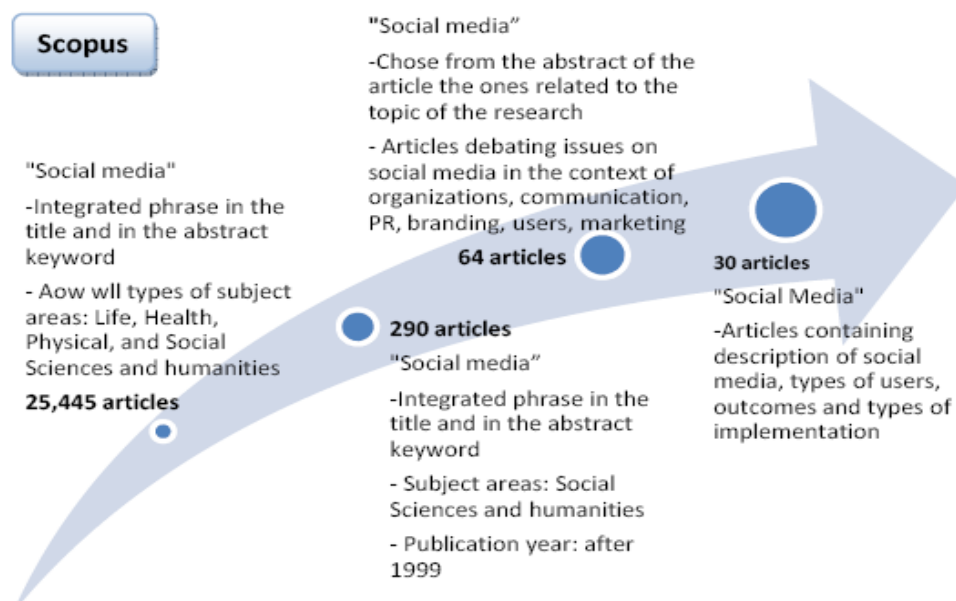 Scopus
"Social media"
-Integrated phrase in the
title and in the abstract
keyword
- Aow wll types of subject
areas: Life, Health,
Physical, and Social
Sciences and humanities
25,445 articles
290 articles
"Social media”
-Integrated phrase in the
title and in the abstract
keyword
- Subject areas: Social
Sciences and humanities
- Publication year: after
1999
"Social media”
-Chose from the abstract of the
article the ones related to the
topic of the research
- Articles debating issues on
social media in the context of
organizations, communication,
PR, branding, users, marketing
64 articles
30 articles
"Social Media"
-Articles containing
description of social
media, types of users,
outcomes and types of
implementation